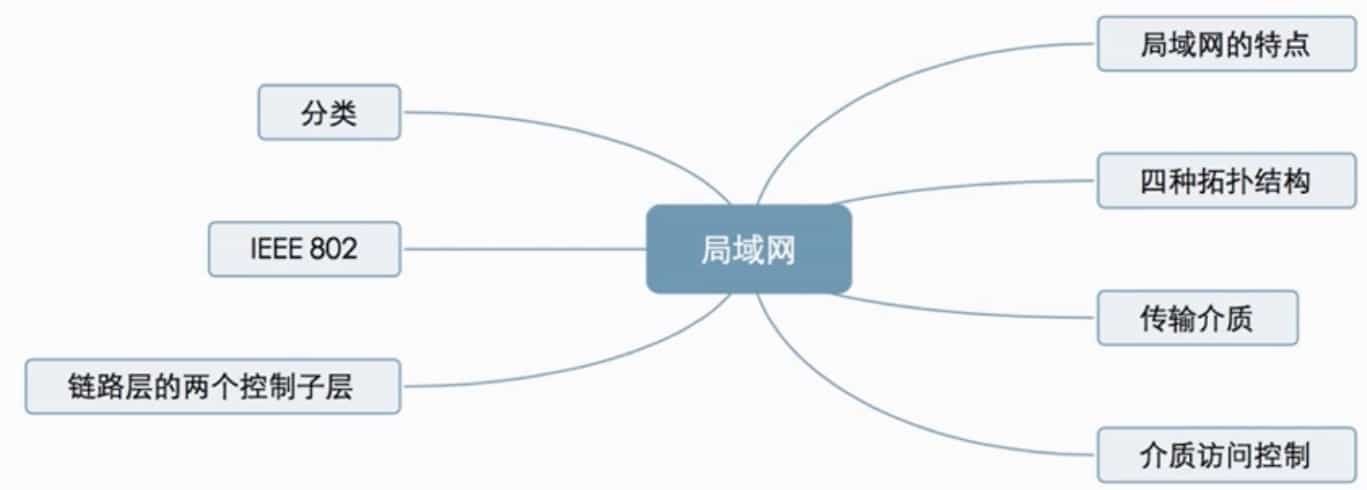 局域网的特点
分类
四种拓扑结构
IEEE 802
局域网
传输介质
链路层的两个控制子层
介质访问控制